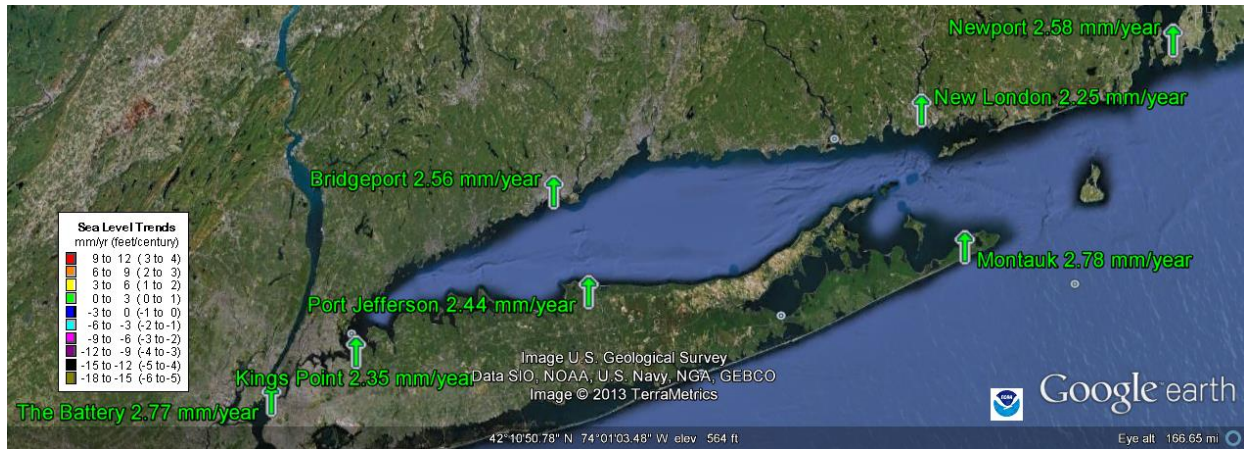 Newport 2.58 mm/year
New London 2.25 mm/year
Bridgeport 2.56 mm/year
Montauk 2.78 mm/year
Port Jefferson 2.44 mm/year
Kings Point 2.35 mm/year
The Battery 2.77 mm/year
Sea Level Trends
mm/yr (feet/century)
9 to 12 (3 to 4)
6 to 9 (2 to 3)
3 to 6 (1 to 2)
0 to 3 (0 to 1)
-3 to 0 (-1 to 0)
-6 to -3 (-2 to -1)
-9 to -6 (-3 to -2)
-12 to -9 (-4 to -3)
-15 to -12 (-5 to -4)
-18 to -15 (-6 to -5)
Image U.S. Geological Survey
Data SIO, NOAA, U.S. Navy, NGA, GEBCO
Image © 2013 TerraMetrics
Google earth
42°10'50.78" N 74°01'03.48" W elev 564 ft
Eye alt 166.65 mi